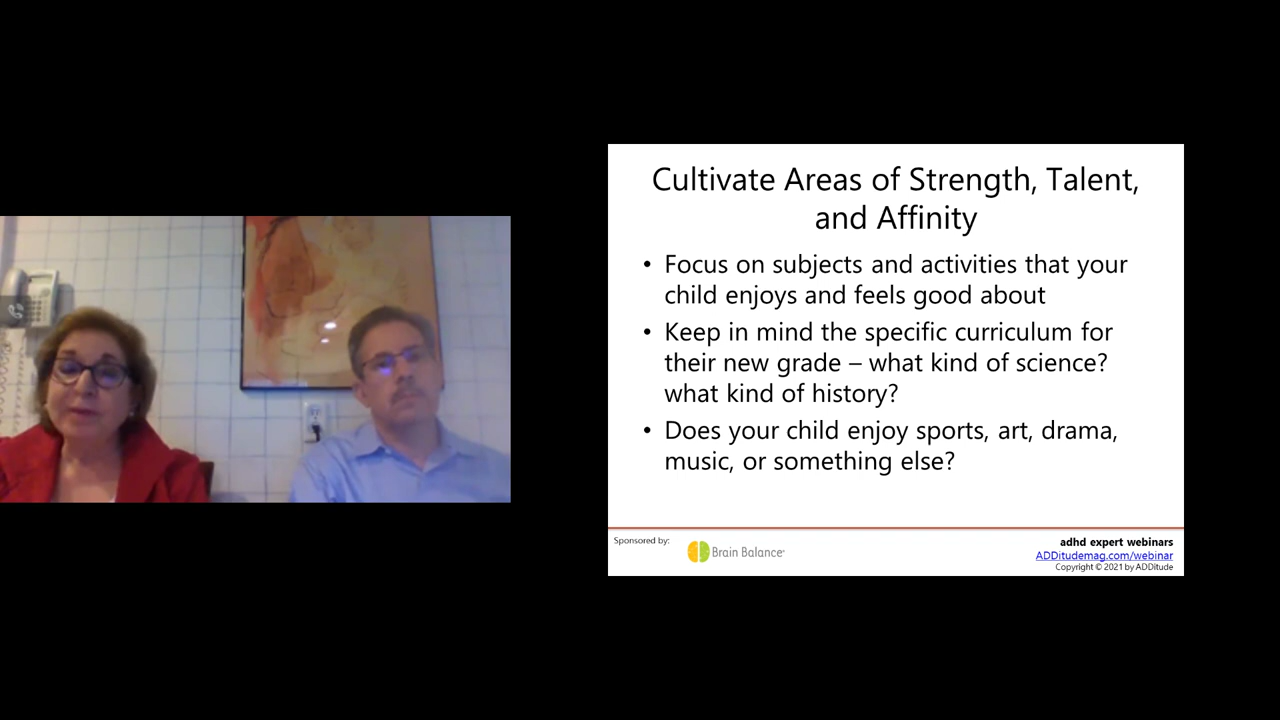 Cultivate Areas of Strength, Talent,
and Affinity
• Focus on subjects and activities that your
child enjoys and feels good about
• Keep in mind the specific curriculum for
their new grade – what kind of science?
what kind of history?
• Does your child enjoy sports, art, drama,
music, or something else?
Sponsored by:
Brain Balance
adhd expert webinars
ADDitudemag.com/webinar
Copyright © 2021 by ADDitude